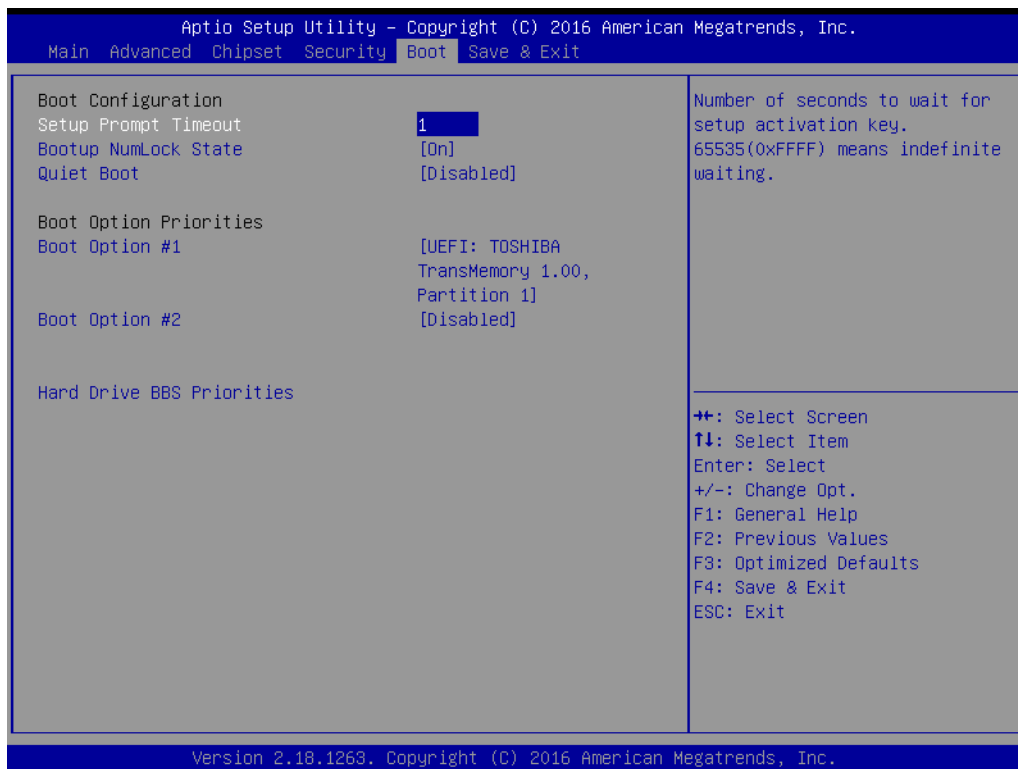 Aptio Setup Utility – Copyright (C) 2016 American Megatrends, Inc.
Main Advanced Chipset Security Boot Save & Exit
Boot Configuration
Setup Prompt Timeout 1
Bootup NumLock State [On]
Quiet Boot [Disabled]
Boot Option Priorities
Boot Option #1 [UEFI: TOSHIBA
TransMemory 1.00,
Partition 1]
Boot Option #2 [Disabled]
Hard Drive BBS Priorities
Number of seconds to wait for
setup activation key.
65535(0xFFFF) means indefinite
waiting.
→←: Select Screen
↑↓: Select Item
Enter: Select
+/-: Change Opt.
F1: General Help
F2: Previous Values
F3: Optimized Defaults
F4: Save & Exit
ESC: Exit
Version 2.18.1263. Copyright (C) 2016 American Megatrends, Inc.